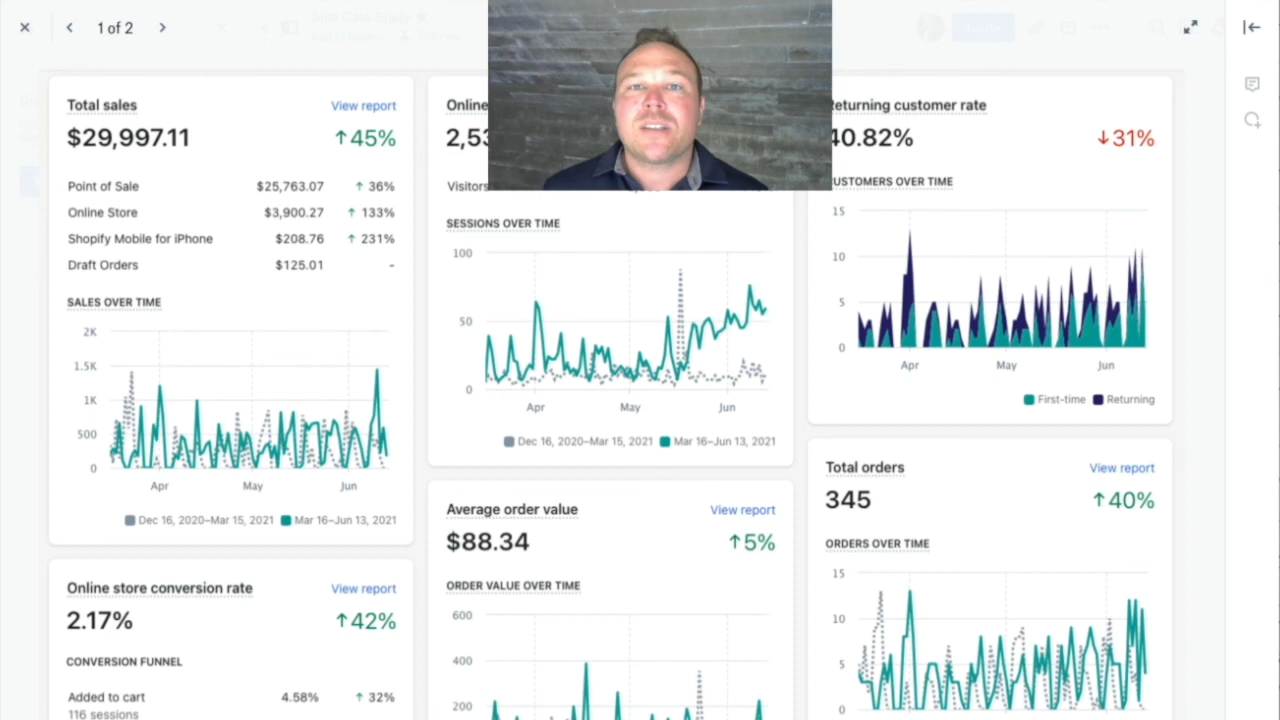 1 of 2
Total sales
View report
$29,997.11
↑45%
Point of Sale $25,763.07 ↑ 36%
Online Store $3,900.27 ↑ 133%
Shopify Mobile for iPhone $208.76 ↑ 231%
Draft Orders $125.01 -
SALES OVER TIME
2K
1.5K
1K
500
0
Apr May Jun
Dec 16, 2020–Mar 15, 2021 Mar 16–Jun 13, 2021
Online store conversion rate
View report
2.17%
↑42%
CONVERSION FUNNEL
Added to cart 4.58% ↑ 32%
116 sessions
Online
2,53
Visitors
SESSIONS OVER TIME
100
50
0
Apr May Jun
Dec 16, 2020–Mar 15, 2021 Mar 16–Jun 13, 2021
Average order value
View report
$88.34
↑5%
ORDER VALUE OVER TIME
600
400
200
Returning customer rate
40.82%
↓31%
CUSTOMERS OVER TIME
15
10
5
0
Apr May Jun
First-time Returning
Total orders
View report
345
↑40%
ORDERS OVER TIME
15
10
5
0